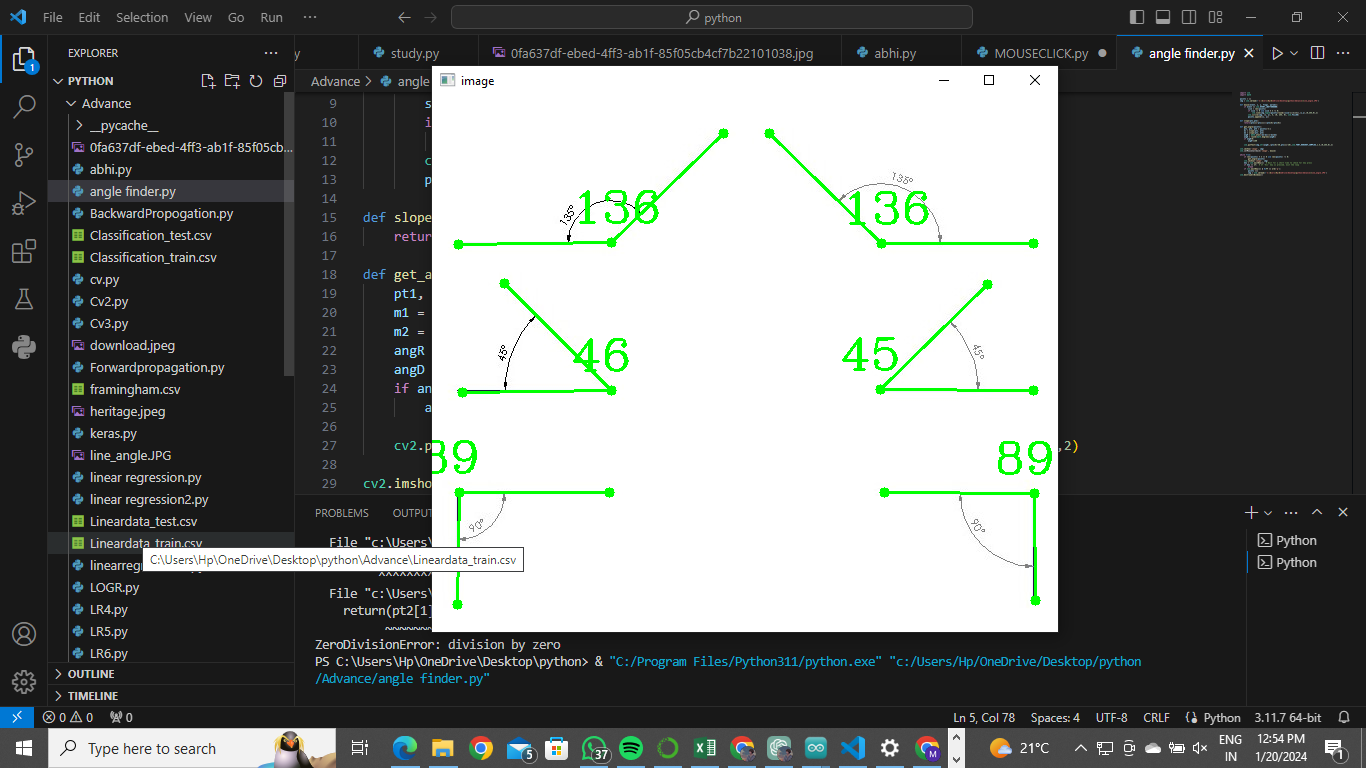 File Edit Selection View Go Run ··· python
EXPLORER ··· y study.py 0fa637df-ebed-4ff3-ab1f-85f05cb4cf7b22101038.jpg abhi.py MOUSECLICK.py angle finder.py
PYTHON
Advance > angle
image
Advance
__pycache__
0fa637df-ebed-4ff3-ab1f-85f05cb...
abhi.py
angle finder.py
BackwardPropogation.py
Classification_test.csv
Classification_train.csv
cv.py
Cv2.py
Cv3.py
download.jpeg
Forwardpropagation.py
framingham.csv
heritage.jpeg
keras.py
line_angle.JPG
linear regression.py
linear regression2.py
Lineardata_test.csv
Lineardata_train.csv
C:\Users\Hp\OneDrive\Desktop\python\Advance\Lineardata_train.csv
LOGR.py
LR4.py
LR5.py
LR6.py
OUTLINE
TIMELINE
9 s
10 i
11
12 c
13 p
14
15 def slope
16 retur
17
18 def get_a
19 pt1,
20 m1 =
21 m2 =
22 angR
23 angD
24 if an
25 a
26
27 cv2.p ,2)
28
29 cv2.imsho
135° 136 136 135°
45° 46 45 45°
89 89
90° 90°
PROBLEMS OUTPU
File "c:\Users\
^^^^^^^^
File "c:\Users\
return(pt2[1]
~~~~~~~
ZeroDivisionError: division by zero
PS C:\Users\Hp\OneDrive\Desktop\python> & "C:/Program Files/Python311/python.exe" "c:/Users/Hp/OneDrive/Desktop/python
/Advance/angle finder.py"
Python
Python
0 0 0 Ln 5, Col 78 Spaces: 4 UTF-8 CRLF Python 3.11.7 64-bit
Type here to search 5 37 M 21°C ENG IN 12:54 PM 1/20/2024 1